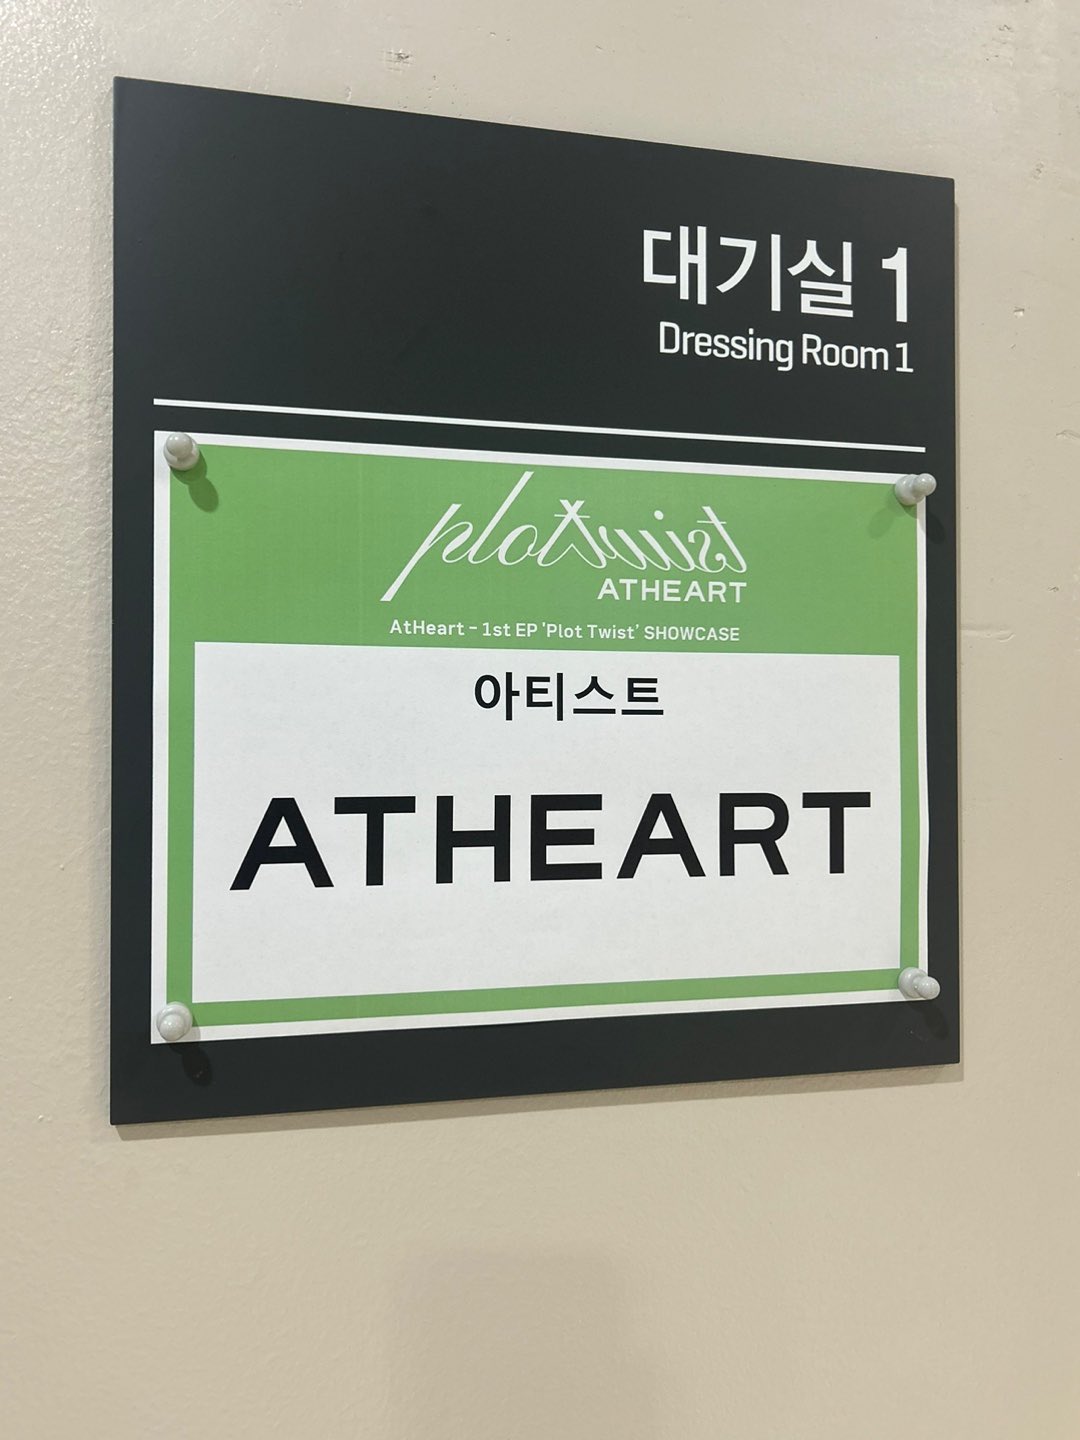 대기실 1
Dressing Room 1
plot twist
ATHEART
AtHeart - 1st EP 'Plot Twist' SHOWCASE
아티스트
ATHEART